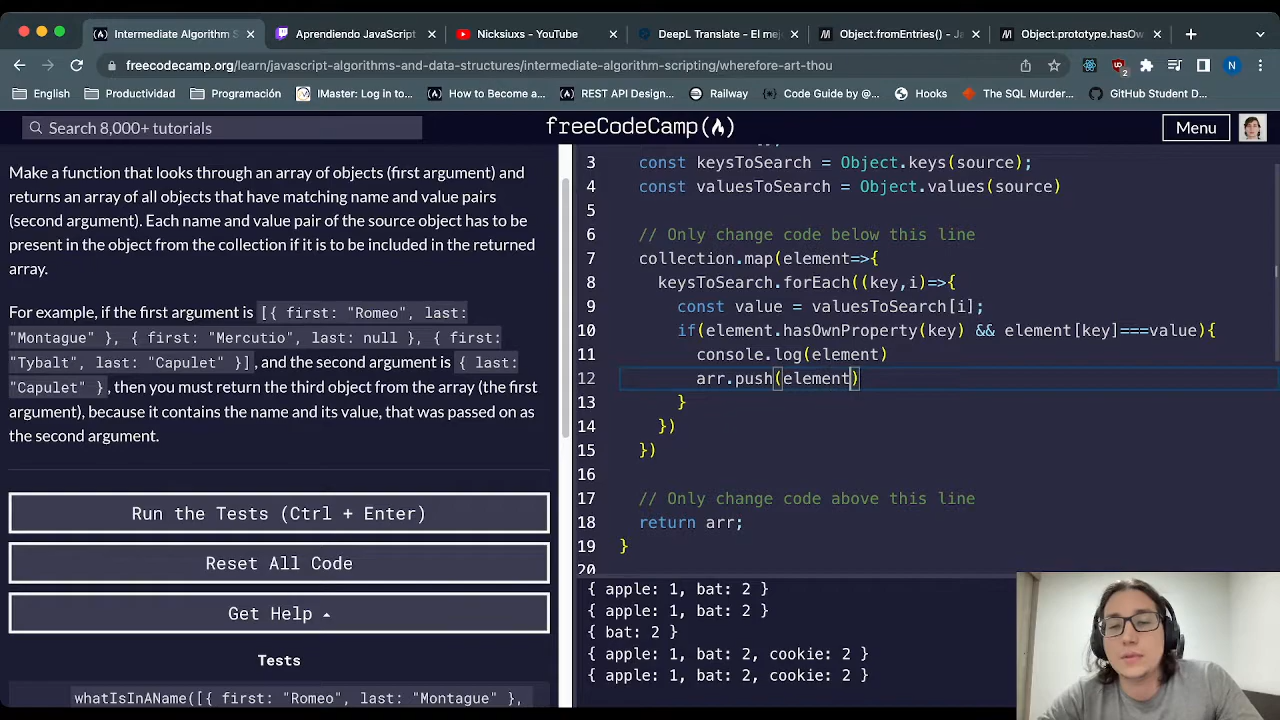 Intermediate Algorithm S
Aprendiendo JavaScript
Nicksiuxs - YouTube
DeepL Translate - El mejo
Object.fromEntries() - Ja
Object.prototype.hasOw
freecodecamp.org/learn/javascript-algorithms-and-data-structures/intermediate-algorithm-scripting/wherefore-art-thou
2
N
English
Productividad
Programación
IMaster: Log in to...
How to Become a...
REST API Design...
Railway
Code Guide by @...
Hooks
The SQL Murder...
GitHub Student D...
Search 8,000+ tutorials
freeCodeCamp
Menu
Make a function that looks through an array of objects (first argument) and
returns an array of all objects that have matching name and value pairs
(second argument). Each name and value pair of the source object has to be
present in the object from the collection if it is to be included in the returned
array.
For example, if the first argument is [{ first: "Romeo", last:
"Montague" }, { first: "Mercutio", last: null }, { first:
"Tybalt", last: "Capulet" }], and the second argument is { last:
"Capulet" }, then you must return the third object from the array (the first
argument), because it contains the name and its value, that was passed on as
the second argument.
Run the Tests (Ctrl + Enter)
Reset All Code
Get Help
Tests
whatIsInAName([{ first: "Romeo", last: "Montague" },
3 const keysToSearch = Object.keys(source);
4 const valuesToSearch = Object.values(source)
5
6 // Only change code below this line
7 collection.map(element=>{
8 keysToSearch.forEach((key,i)=>{
9 const value = valuesToSearch[i];
10 if(element.hasOwnProperty(key) && element[key]===value){
11 console.log(element)
12 arr.push(element)
13 }
14 })
15 })
16
17 // Only change code above this line
18 return arr;
19 }
20
{ apple: 1, bat: 2 }
{ apple: 1, bat: 2 }
{ bat: 2 }
{ apple: 1, bat: 2, cookie: 2 }
{ apple: 1, bat: 2, cookie: 2 }